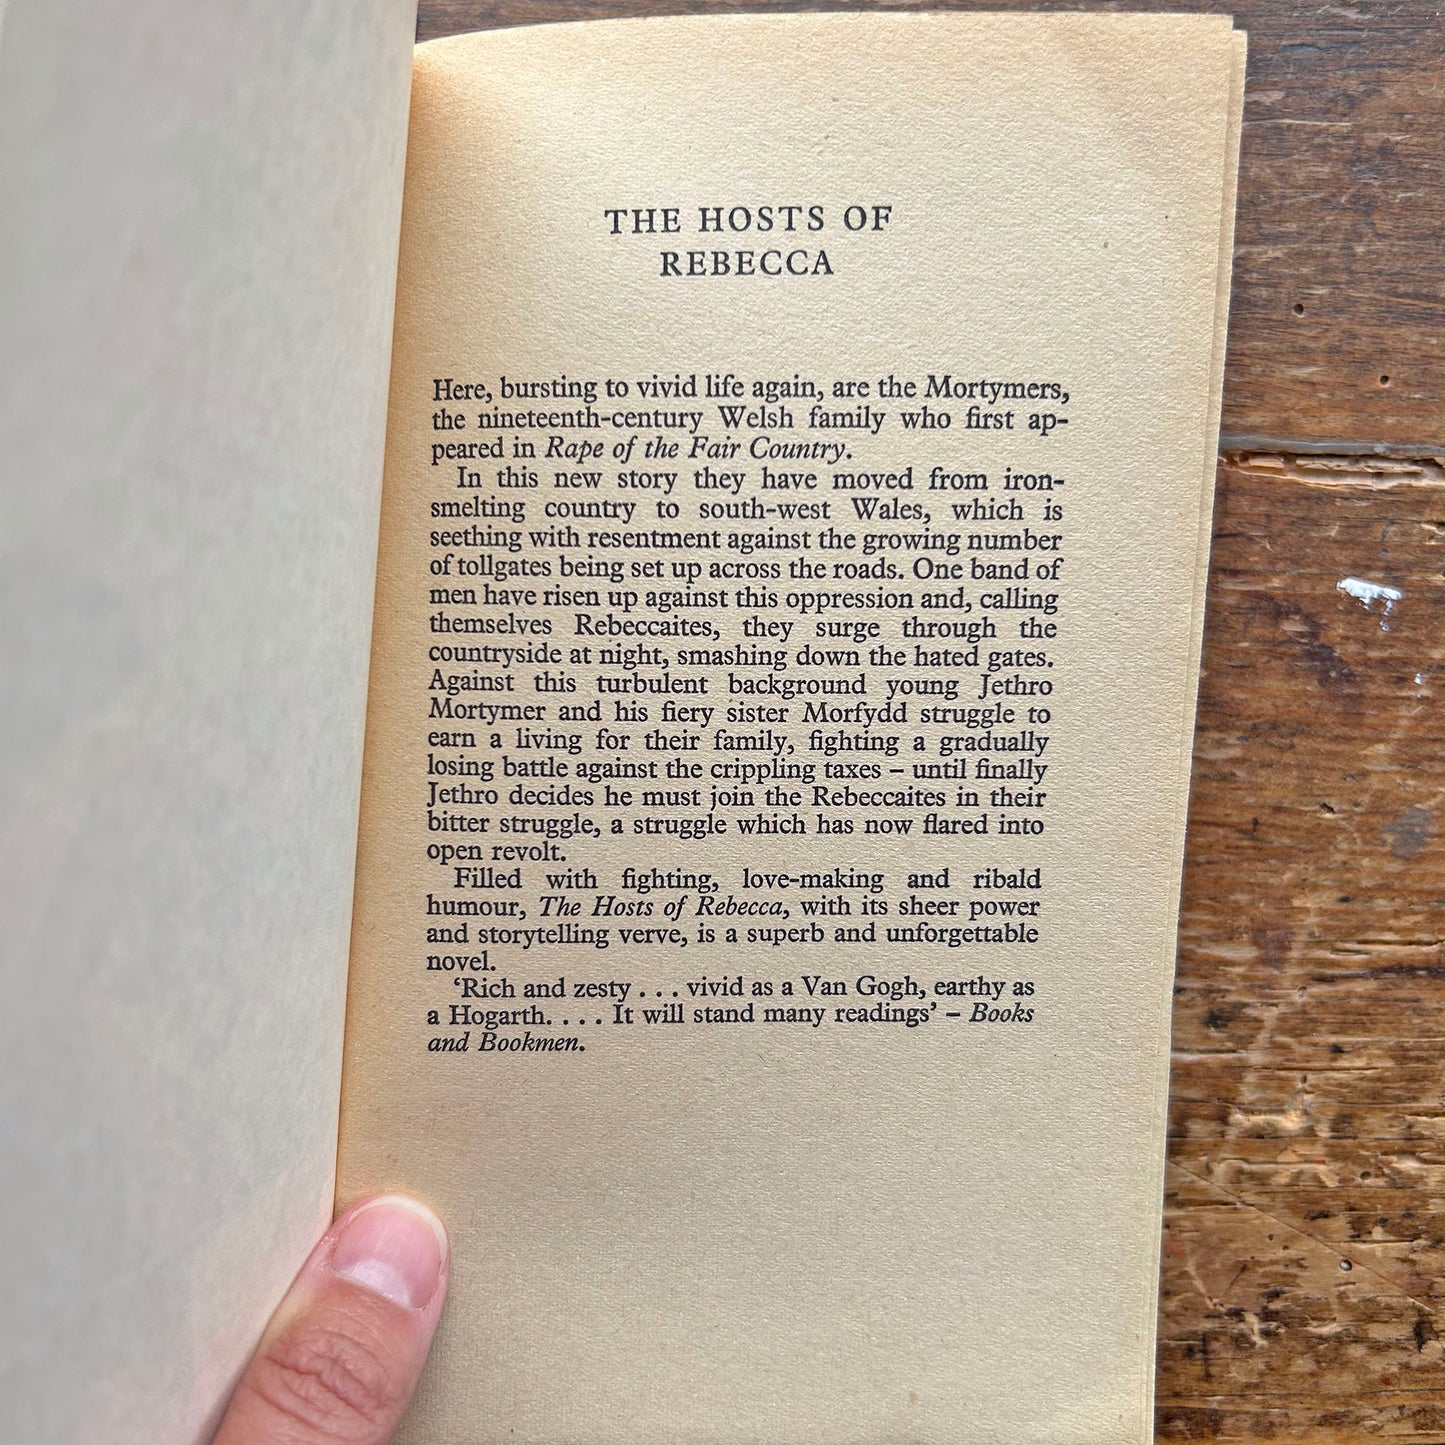 THE HOSTS OF
REBECCA
Here, bursting to vivid life again, are the Mortymers,
the nineteenth-century Welsh family who first ap-
peared in Rape of the Fair Country.
In this new story they have moved from iron-
smelting country to south-west Wales, which is
seething with resentment against the growing number
of tollgates being set up across the roads. One band of
men have risen up against this oppression and, calling
themselves Rebeccaites, they surge through the
countryside at night, smashing down the hated gates.
Against this turbulent background young Jethro
Mortymer and his fiery sister Morfydd struggle to
earn a living for their family, fighting a gradually
losing battle against the crippling taxes – until finally
Jethro decides he must join the Rebeccaites in their
bitter struggle, a struggle which has now flared into
open revolt.
Filled with fighting, love-making and ribald
humour, The Hosts of Rebecca, with its sheer power
and storytelling verve, is a superb and unforgettable
novel.
‘Rich and zesty . . . vivid as a Van Gogh, earthy as
a Hogarth. . . . It will stand many readings’ – Books
and Bookmen.